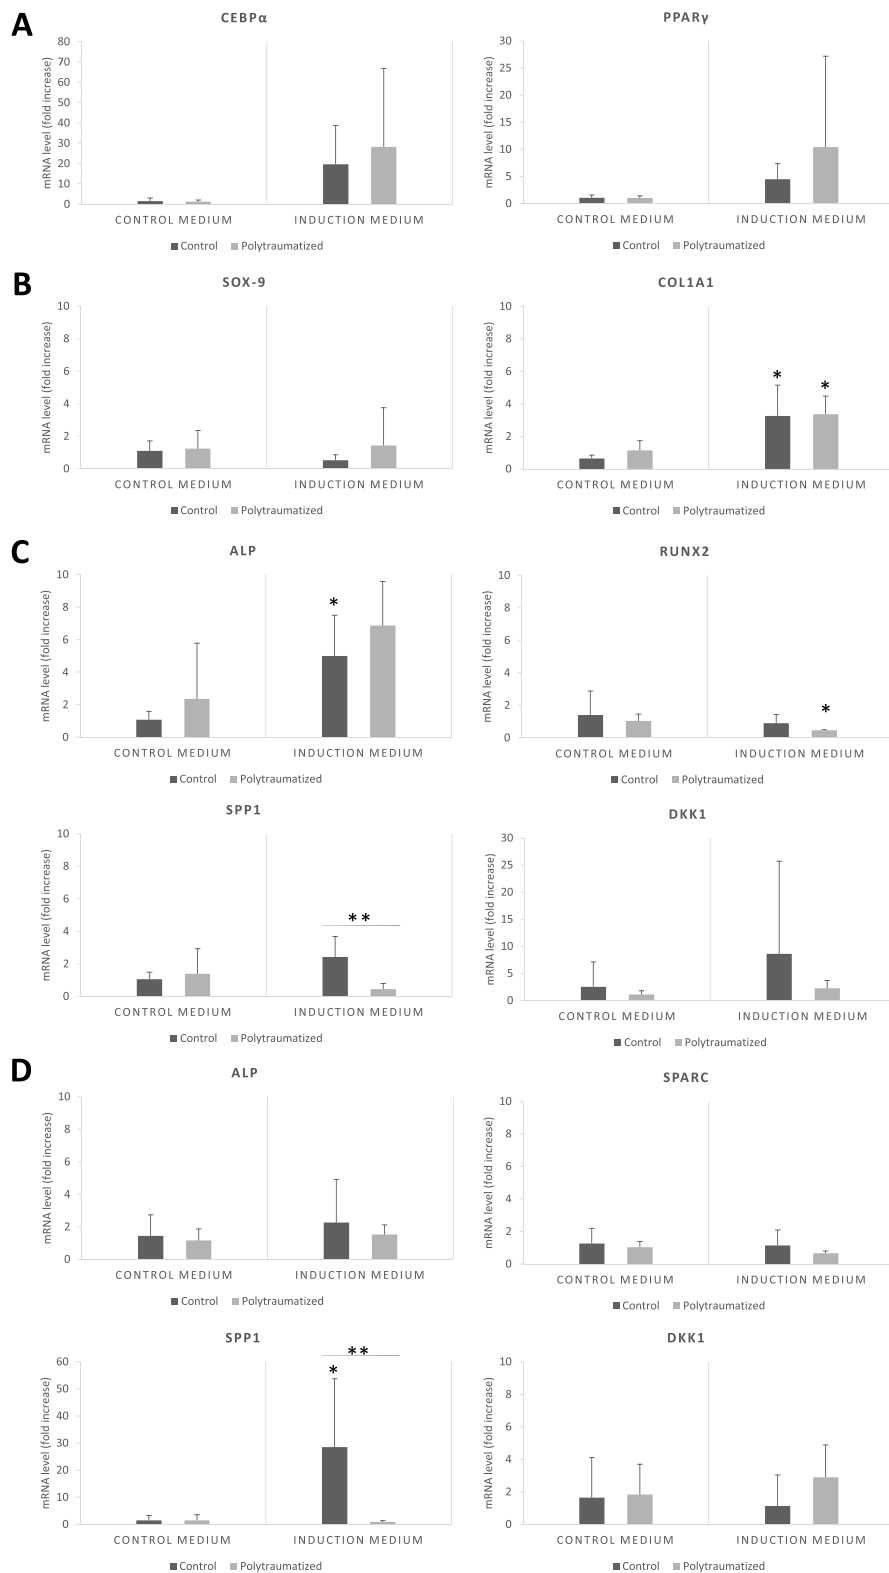 A
CEBPα
mRNA level (fold increase)
80
70
60
50
40
30
20
10
0
CONTROL MEDIUM
INDUCTION MEDIUM
Control
Polytraumatized
PPARγ
mRNA level (fold increase)
30
25
20
15
10
5
0
CONTROL MEDIUM
INDUCTION MEDIUM
Control
Polytraumatized
B
SOX-9
mRNA level (fold increase)
10
8
6
4
2
0
CONTROL MEDIUM
INDUCTION MEDIUM
Control
Polytraumatized
COL1A1
mRNA level (fold increase)
10
8
6
4
2
0
*
*
CONTROL MEDIUM
INDUCTION MEDIUM
Control
Polytraumatized
C
ALP
mRNA level (fold increase)
10
8
6
4
2
0
*
CONTROL MEDIUM
INDUCTION MEDIUM
Control
Polytraumatized
RUNX2
mRNA level (fold increase)
10
8
6
4
2
0
*
CONTROL MEDIUM
INDUCTION MEDIUM
Control
Polytraumatized
SPP1
mRNA level (fold increase)
10
8
6
4
2
0
**
CONTROL MEDIUM
INDUCTION MEDIUM
Control
Polytraumatized
DKK1
mRNA level (fold increase)
30
25
20
15
10
5
0
CONTROL MEDIUM
INDUCTION MEDIUM
Control
Polytraumatized
D
ALP
mRNA level (fold increase)
10
8
6
4
2
0
CONTROL MEDIUM
INDUCTION MEDIUM
Control
Polytraumatized
SPARC
mRNA level (fold increase)
10
8
6
4
2
0
CONTROL MEDIUM
INDUCTION MEDIUM
Control
Polytraumatized
SPP1
mRNA level (fold increase)
60
50
40
30
20
10
0
**
*
CONTROL MEDIUM
INDUCTION MEDIUM
Control
Polytraumatized
DKK1
mRNA level (fold increase)
10
8
6
4
2
0
CONTROL MEDIUM
INDUCTION MEDIUM
Control
Polytraumatized